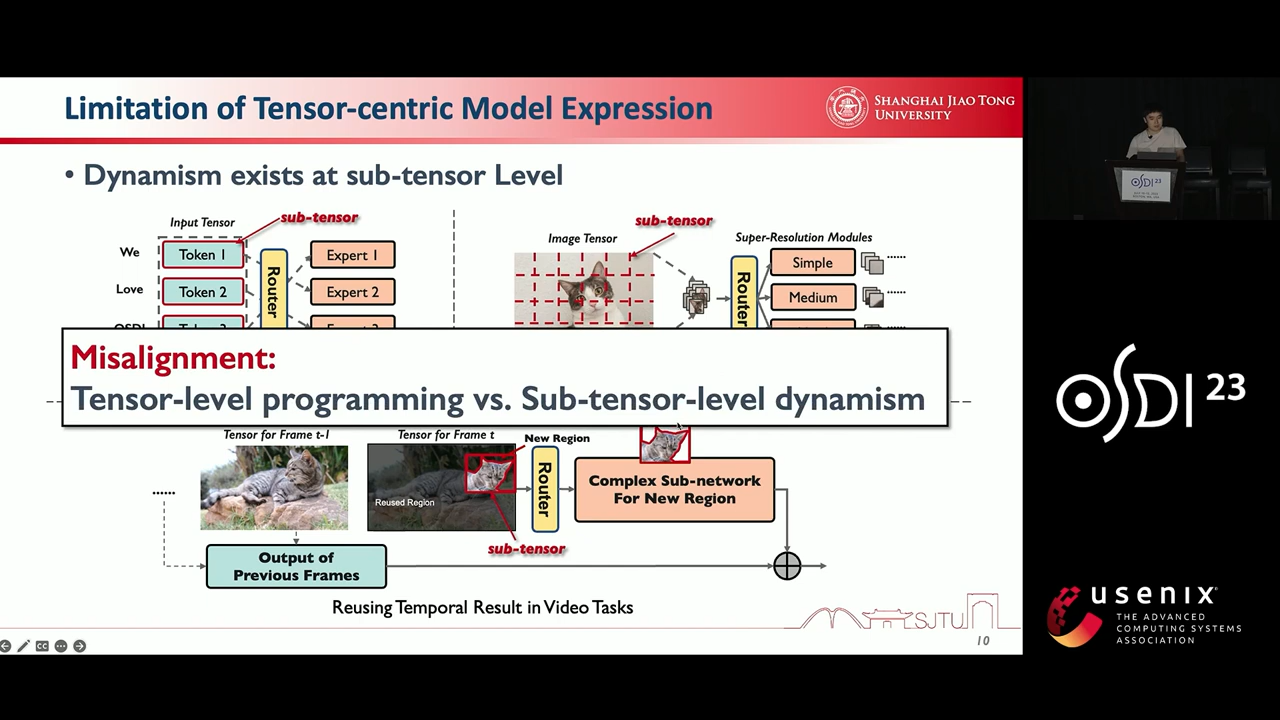 Limitation of Tensor-centric Model Expression
SHANGHAI JIAO TONG
UNIVERSITY
• Dynamism exists at sub-tensor Level
Input Tensor
sub-tensor
We
Token 1
Router
Expert 1
Love
Token 2
Expert 2
sub-tensor
Image Tensor
Super-Resolution Modules
Router
Simple
......
Medium
......
Misalignment:
Tensor-level programming vs. Sub-tensor-level dynamism
Tensor for Frame t-1
Tensor for Frame t
New Region
......
Reused Region
Router
Complex Sub-network
For New Region
sub-tensor
Output of
Previous Frames
Reusing Temporal Result in Video Tasks
SJTU
10
CC
OSDI 23
OSDI 23
usenix
THE ADVANCED
COMPUTING SYSTEMS
ASSOCIATION